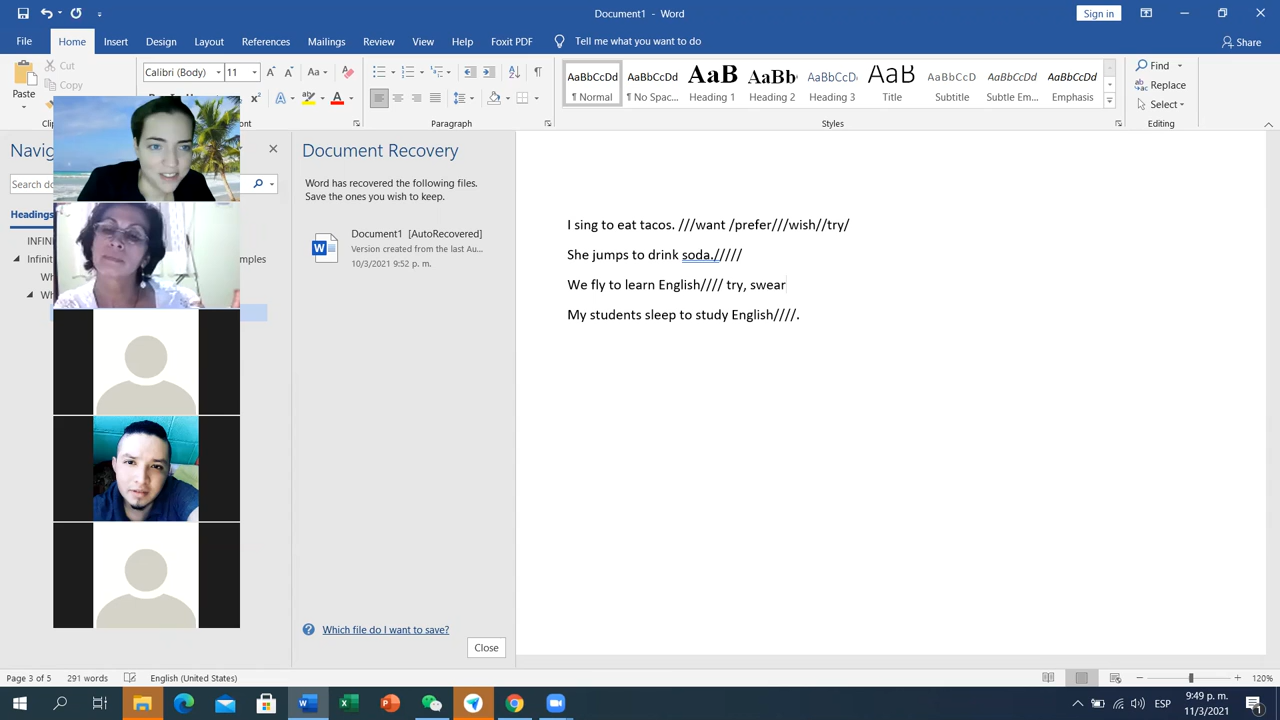 Student1 - Word
Sign in
File Home Insert Design Layout References Mailings Review View Help Foxit PDF Tell me what you want to do Share
Cut
Copy
Paste
Calibri (Body) 11
Aa
AaBbCcDd AaBbCcDd AaB AaBb AaBbCcD AaB AaBbCcD AaBbCcDd AaBbCcDd
¶ Normal ¶ No Spac... Heading 1 Heading 2 Heading 3 Title Subtitle Subtle Em... Emphasis
Find
Replace
Select
Paragraph Styles Editing
Document Recovery
Word has recovered the following files.
Save the ones you wish to keep.
Document1 [AutoRecovered]
Version created from the last Au...
10/3/2021 9:52 p. m.
Headings
I sing to eat tacos. ///want /prefer///wish//try/
She jumps to drink soda./////
We fly to learn English//// try, swear
My students sleep to study English////.
Which file do I want to save?
Close
Page 3 of 5 291 words English (United States) 120%
ESP
9:49 p. m.
11/3/2021